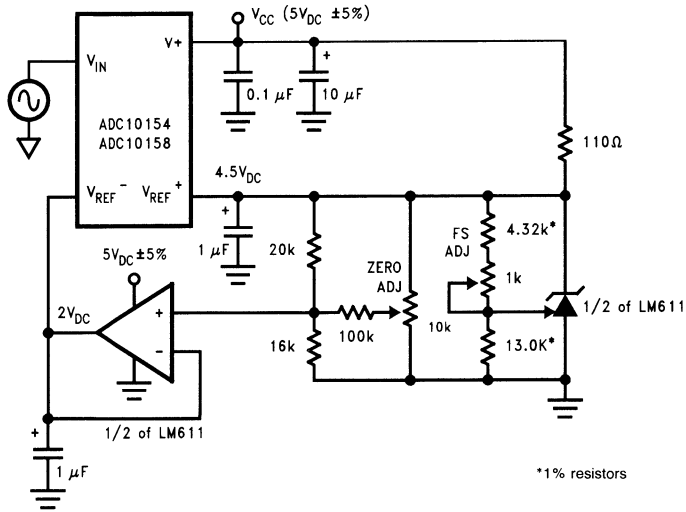 V_CC (5V_DC ±5%)
V+
V_IN
0.1 μF
10 μF
ADC10154
ADC10158
110Ω
4.5V_DC
V_REF⁻
V_REF⁺
4.32k*
FS
ADJ
1 μF
20k
5V_DC ±5%
ZERO
ADJ
1k
2V_DC
+
1/2 of LM611
100k
10k
16k
13.0K*
−
1/2 of LM611
+
1 μF
*1% resistors